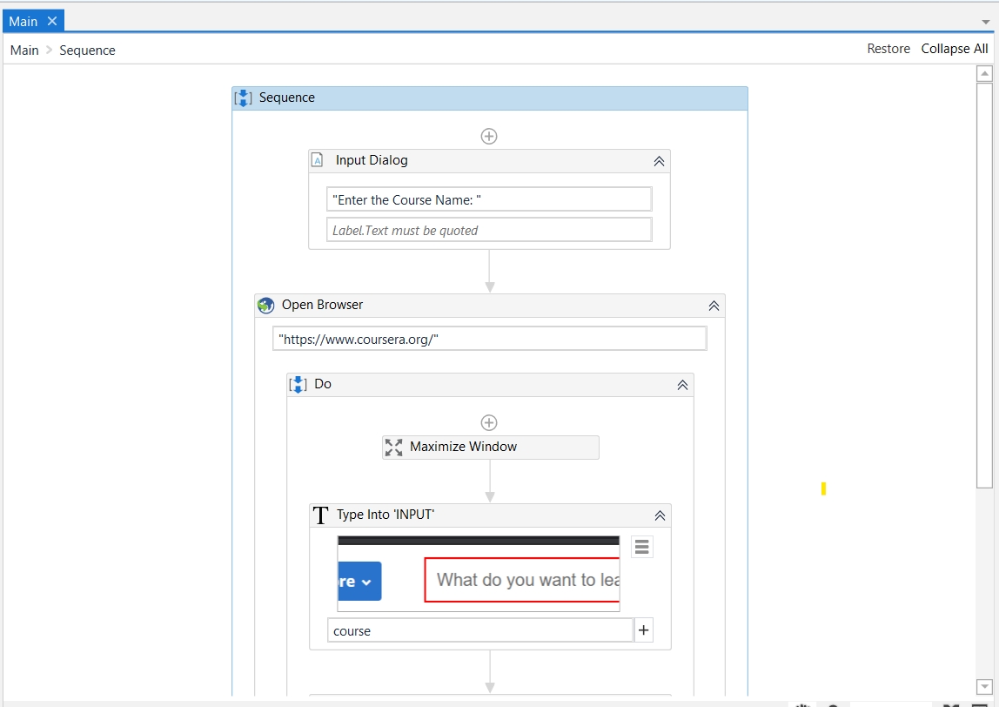 Main
Main > Sequence
Restore Collapse All
Sequence
Input Dialog
"Enter the Course Name: "
Label.Text must be quoted
Open Browser
"https://www.coursera.org/"
Do
Maximize Window
T Type Into 'INPUT'
re
What do you want to lea
course